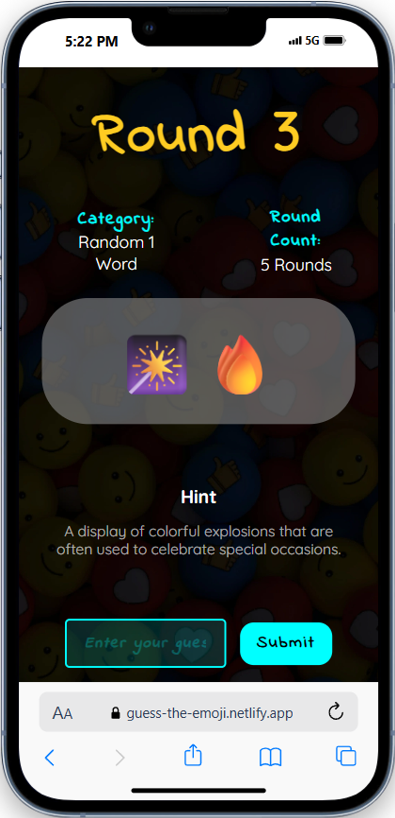 5:22 PM
5G
Round 3
Category:
Random 1
Word
Round
Count:
5 Rounds
Hint
A display of colorful explosions that are
often used to celebrate special occasions.
Enter your gues
Submit
AA
guess-the-emoji.netlify.app